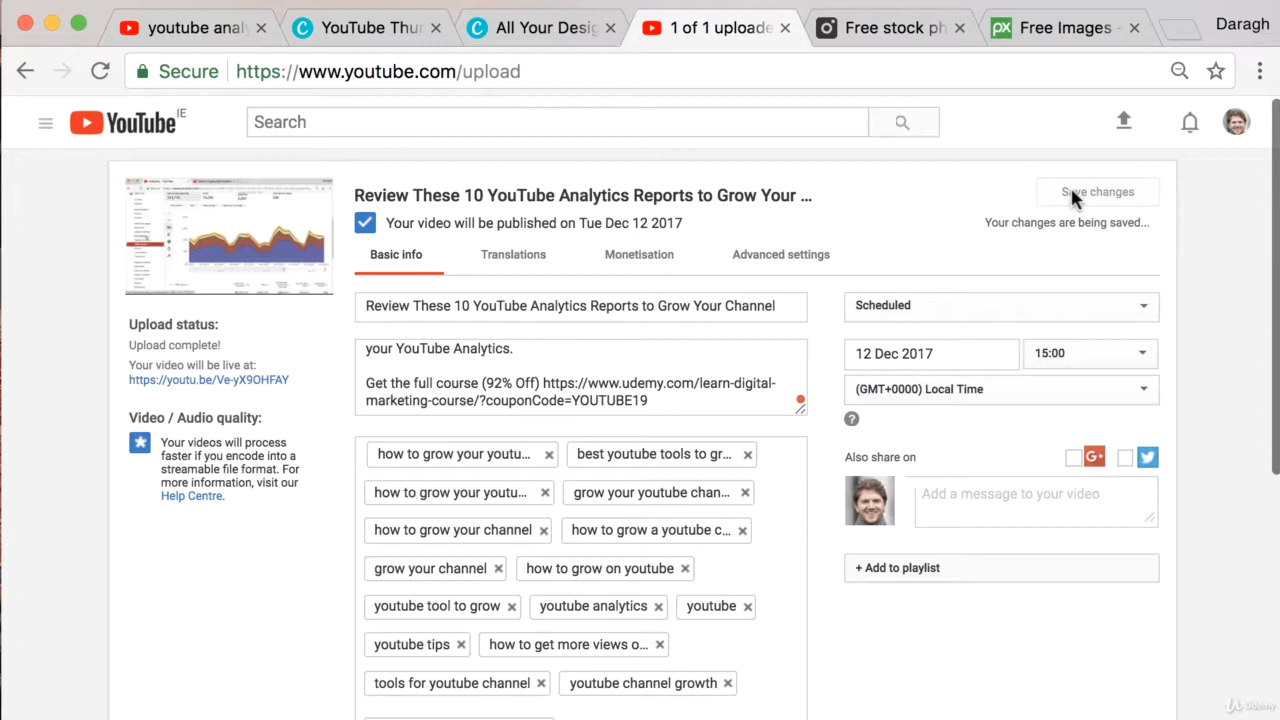 youtube anal
YouTube Thu
All Your Desig
1 of 1 uploade
Free stock ph
Free Images -
Daragh
Secure https://www.youtube.com/upload
YouTube IE
Search
Review These 10 YouTube Analytics Reports to Grow Your ...
Save changes
Your video will be published on Tue Dec 12 2017
Your changes are being saved...
Basic info
Translations
Monetisation
Advanced settings
Review These 10 YouTube Analytics Reports to Grow Your Channel
Scheduled
Upload status:
Upload complete!
Your video will be live at:
https://youtu.be/Ve-yX9OHFAY
your YouTube Analytics.
Get the full course (92% Off) https://www.udemy.com/learn-digital-
marketing-course/?couponCode=YOUTUBE19
12 Dec 2017
15:00
(GMT+0000) Local Time
?
Video / Audio quality:
Your videos will process
faster if you encode into a
streamable file format. For
more information, visit our
Help Centre.
Also share on
G+
Add a message to your video
+ Add to playlist
how to grow your youtu...
best youtube tools to gr...
how to grow your youtu...
grow your youtube chan...
how to grow your channel
how to grow a youtube c...
grow your channel
how to grow on youtube
youtube tool to grow
youtube analytics
youtube
youtube tips
how to get more views o...
tools for youtube channel
youtube channel growth
Udemy